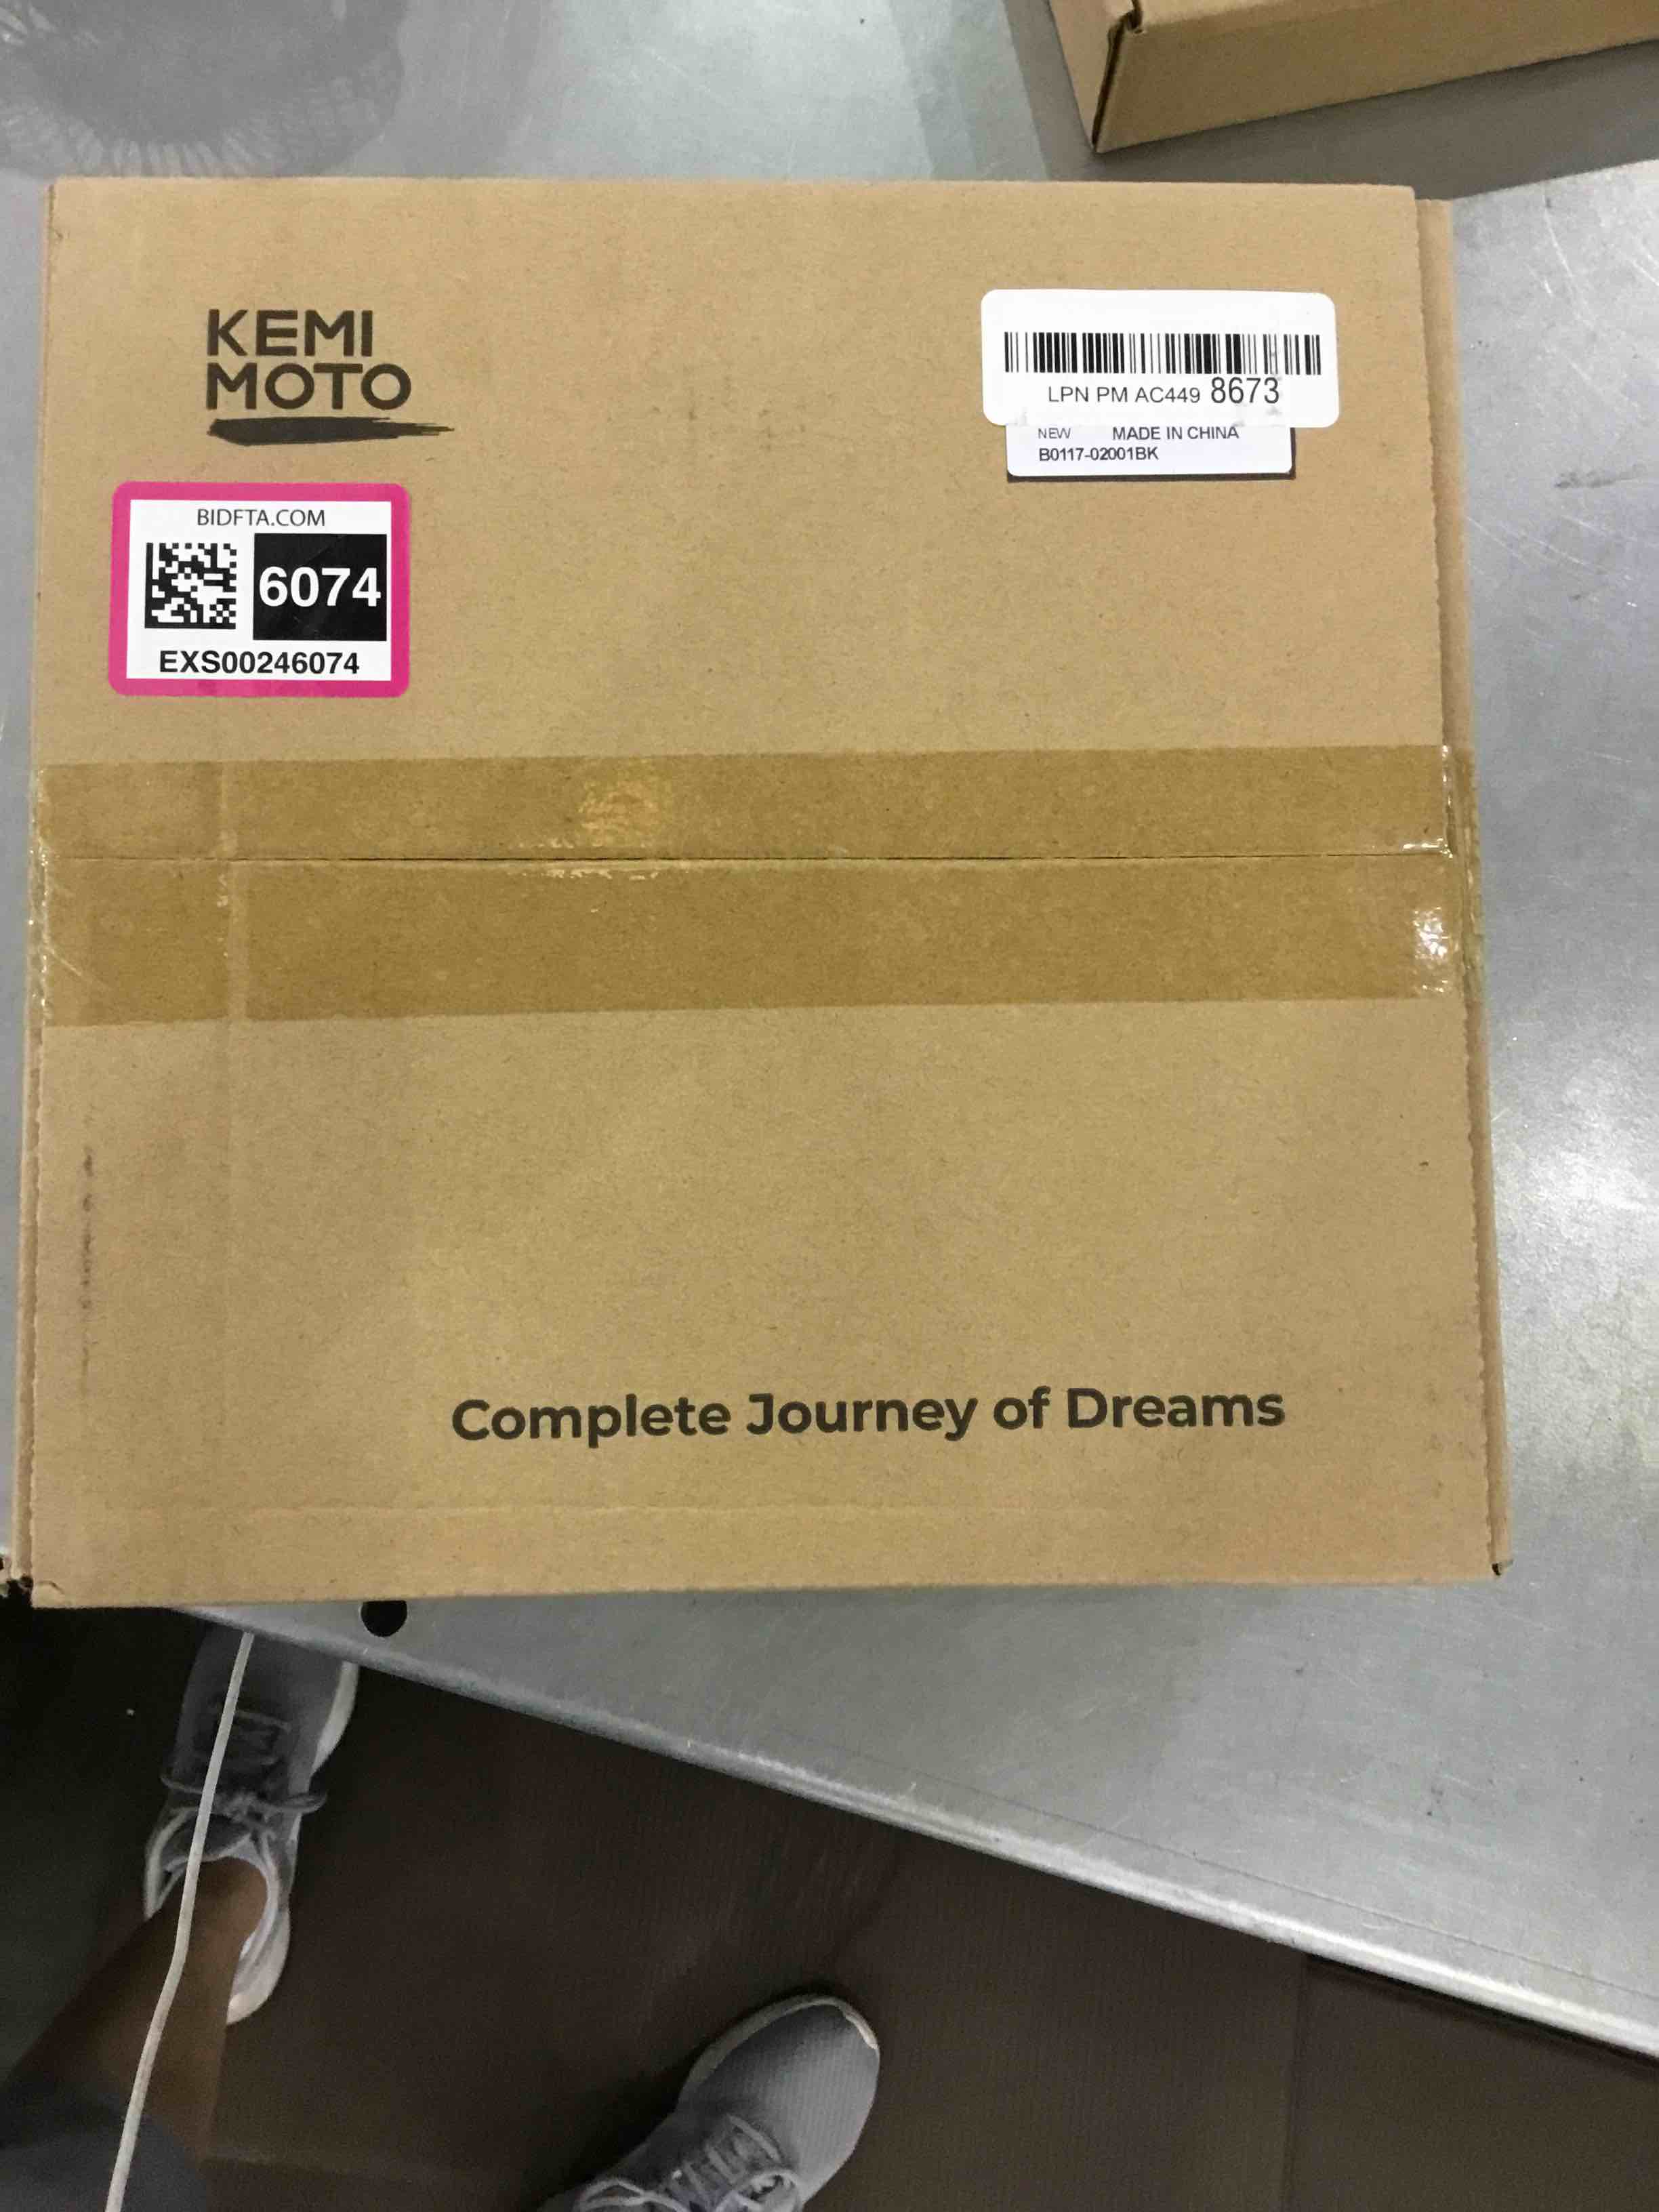 KEMI
MOTO
LPN PM AC449 8673
NEW MADE IN CHINA
B0117-02001BK
BIDFTA.COM
6074
EXS00246074
Complete Journey of Dreams